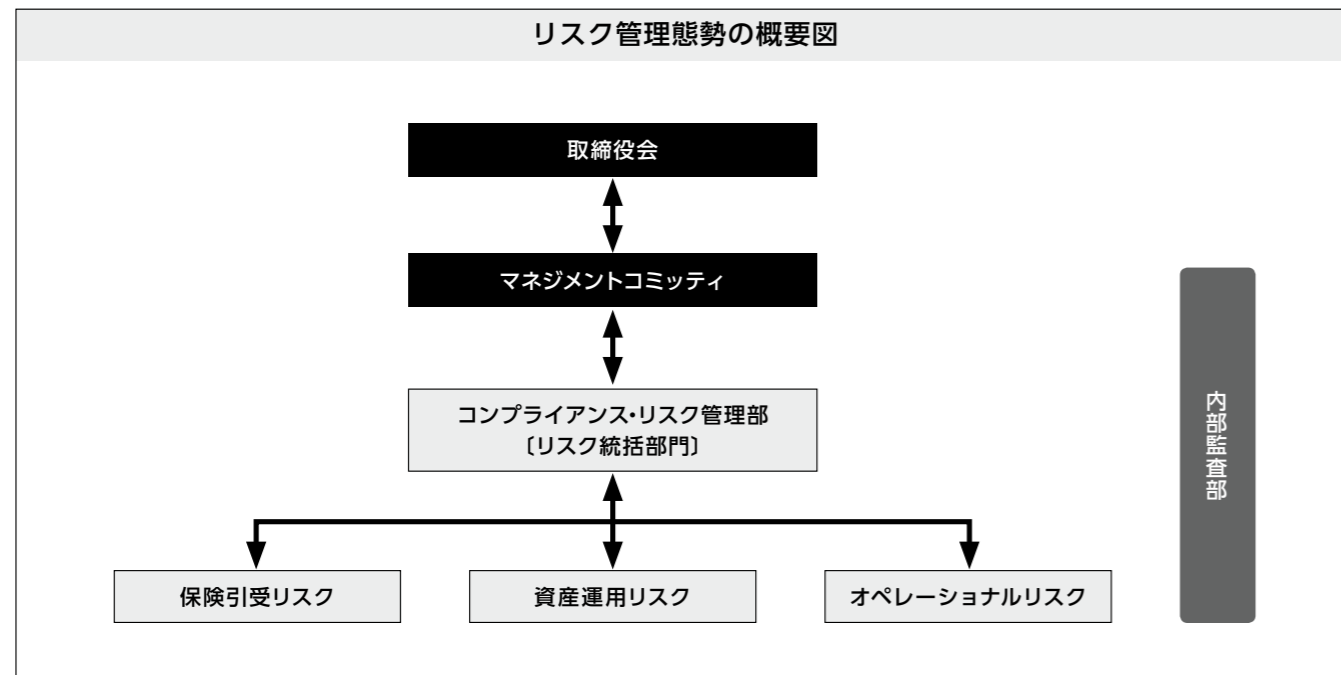 リスク管理態勢の概要図
取締役会
マネジメントコミッティ
コンプライアンス・リスク管理部
〔リスク統括部門〕
内部監査部
保険引受リスク
資産運用リスク
オペレーショナルリスク